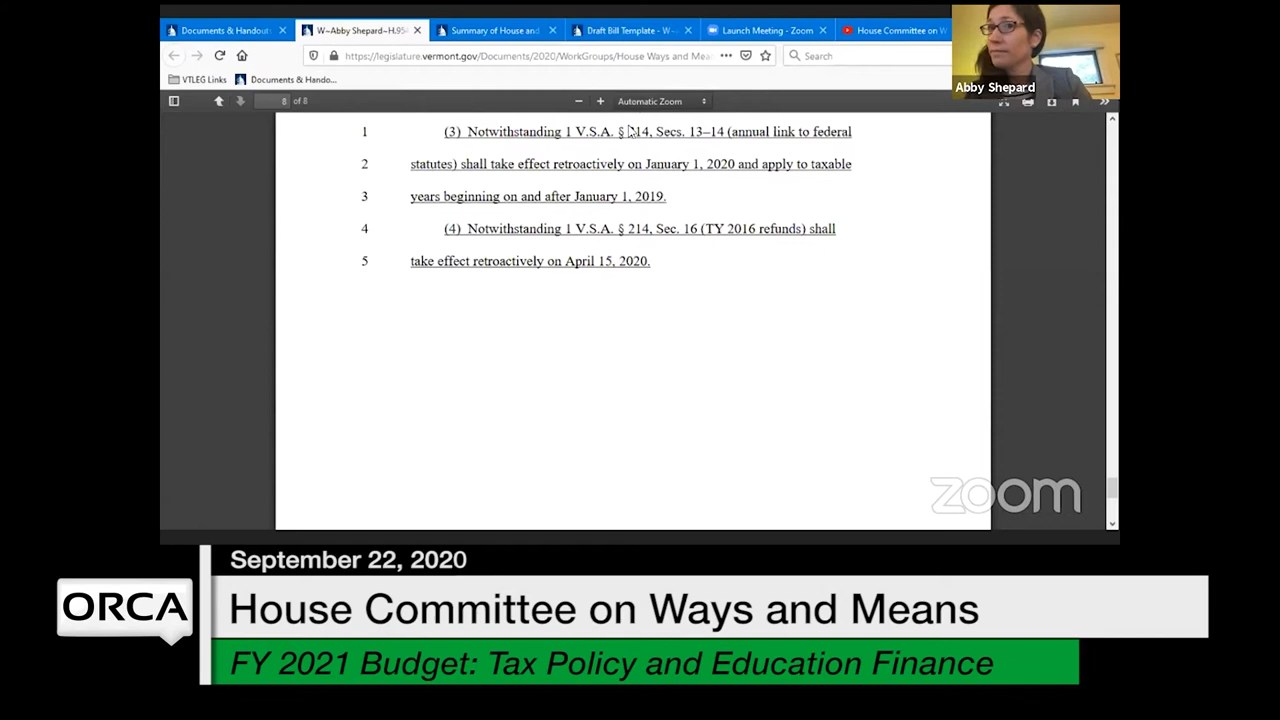 Documents & Handouts
W~Abby Shepard~H.95
Summary of House and
Draft Bill Template - W~
Launch Meeting - Zoom
House Committee on W
https://legislature.vermont.gov/Documents/2020/WorkGroups/House Ways and Mea
Search
VTLEG Links
Documents & Hando...
Abby Shepard
8 of 8
Automatic Zoom
1 (3) Notwithstanding 1 V.S.A. § 214, Secs. 13–14 (annual link to federal
2 statutes) shall take effect retroactively on January 1, 2020 and apply to taxable
3 years beginning on and after January 1, 2019.
4 (4) Notwithstanding 1 V.S.A. § 214, Sec. 16 (TY 2016 refunds) shall
5 take effect retroactively on April 15, 2020.
zoom
September 22, 2020
ORCA
House Committee on Ways and Means
FY 2021 Budget: Tax Policy and Education Finance